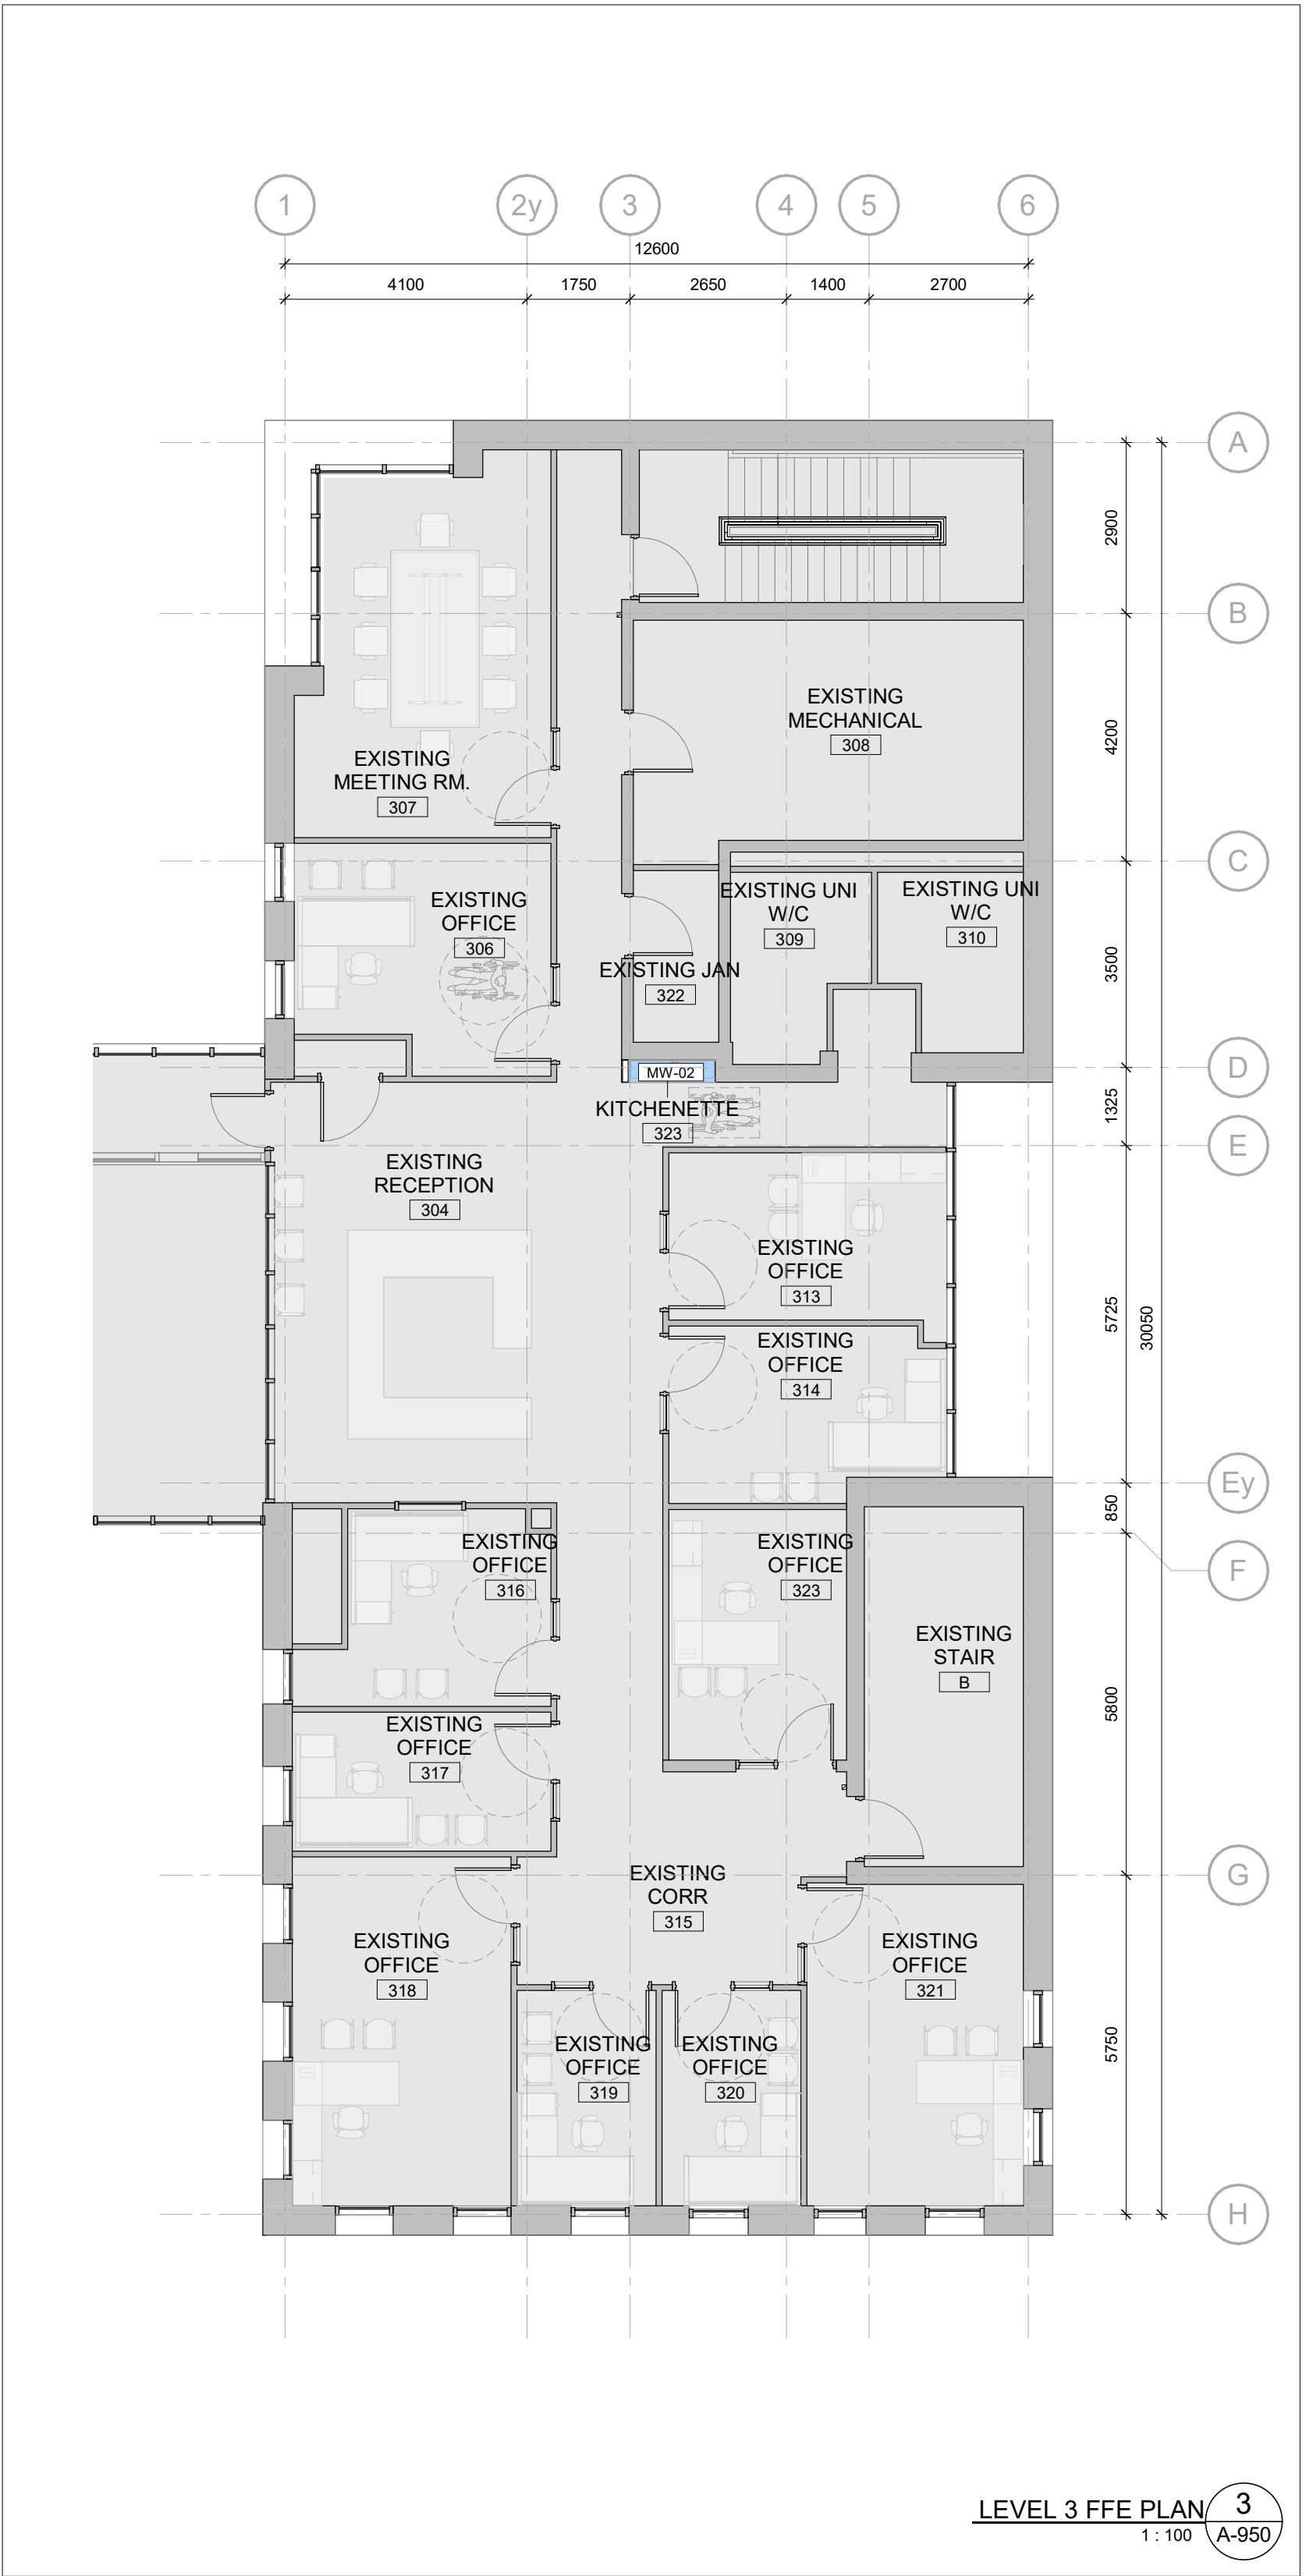 1
2y
3
4
5
6
12600
4100
1750
2650
1400
2700
A
2900
B
EXISTING
MECHANICAL
308
4200
EXISTING
MEETING RM.
307
C
EXISTING UNI
W/C
309
EXISTING UNI
W/C
310
EXISTING
OFFICE
306
3500
EXISTING JAN
322
D
MW-02
KITCHENETTE
323
1325
E
EXISTING
RECEPTION
304
EXISTING
OFFICE
313
5725
30050
EXISTING
OFFICE
314
Ey
850
F
EXISTING
OFFICE
316
EXISTING
OFFICE
323
EXISTING
STAIR
B
5800
EXISTING
OFFICE
317
G
EXISTING
CORR
315
EXISTING
OFFICE
318
EXISTING
OFFICE
321
EXISTING
OFFICE
319
EXISTING
OFFICE
320
5750
H
LEVEL 3 FFE PLAN
1 : 100
3
A-950